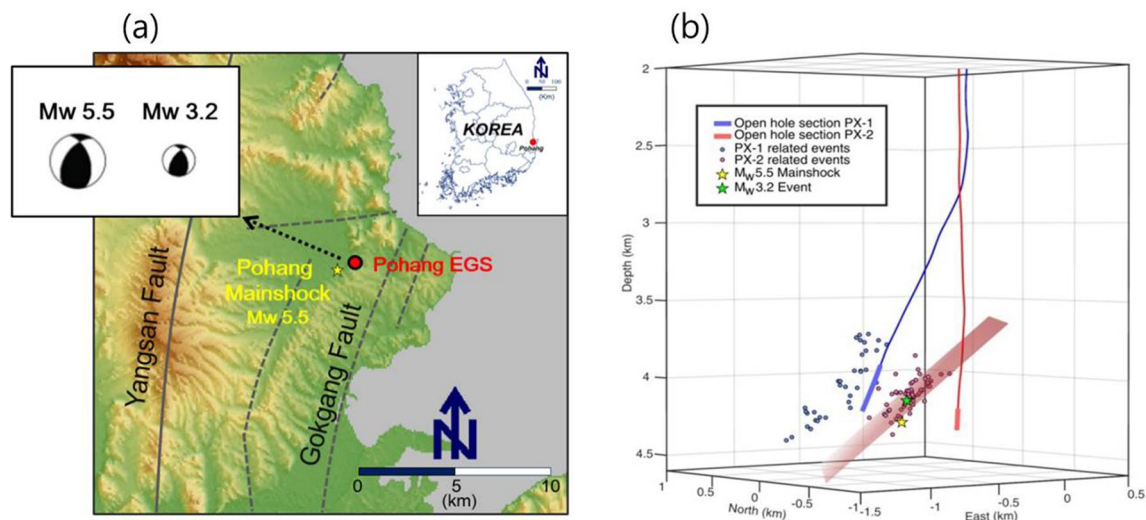 (a)
Mw 5.5 Mw 3.2
N
0 50 100
(Km)
KOREA
Pohang
Pohang EGS
Pohang
Mainshock
Mw 5.5
Yangsan Fault
Gokgang Fault
N
0 5 10
(km)
(b)
Open hole section PX-1
Open hole section PX-2
PX-1 related events
PX-2 related events
Mw5.5 Mainshock
Mw3.2 Event
2
2.5
3
3.5
4
4.5
Depth (km)
1 0.5 0 -0.5 -1
North (km)
-1.5 -1 -0.5 0 0.5
East (km)